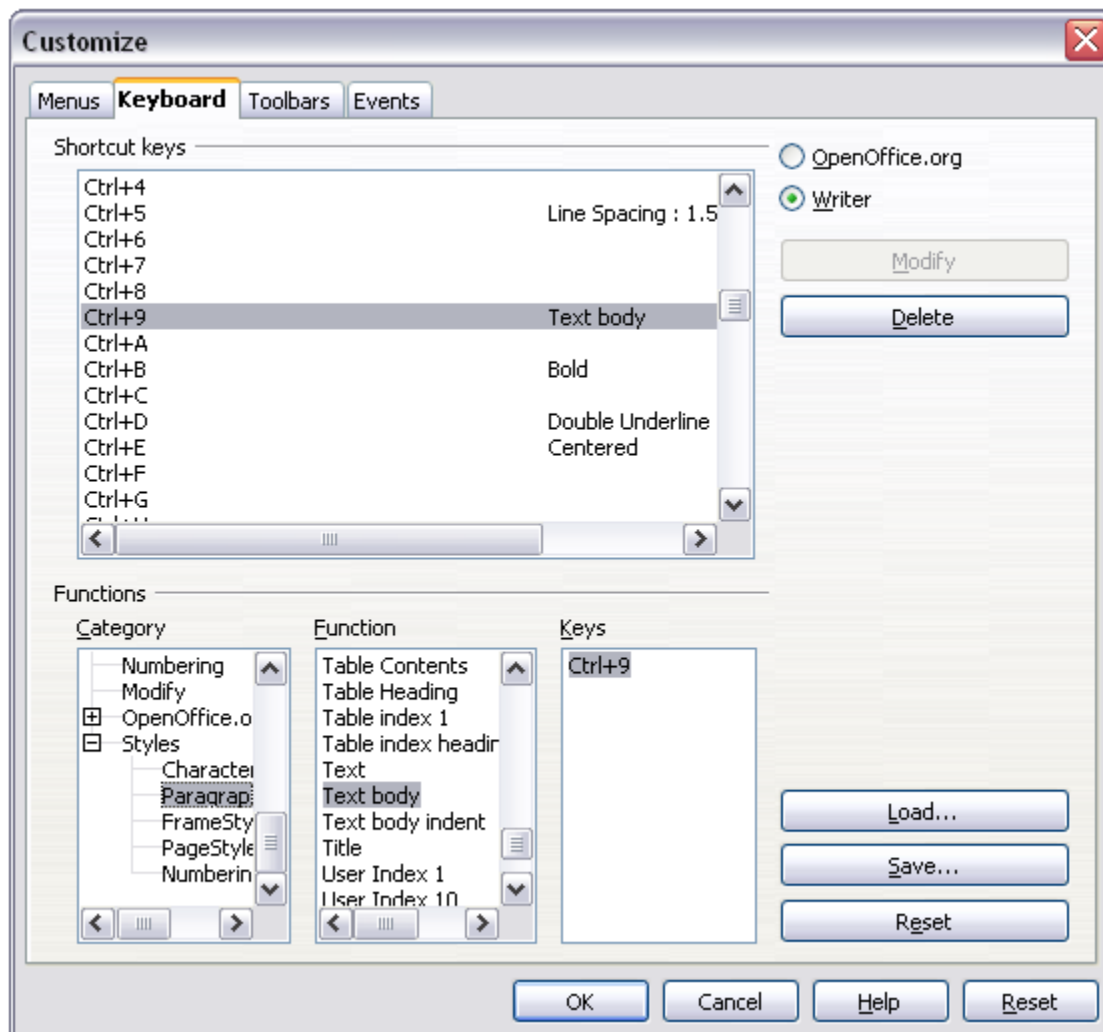 Customize
Menus Keyboard Toolbars Events
Shortcut keys
Ctrl+4
Ctrl+5 Line Spacing : 1.5
Ctrl+6
Ctrl+7
Ctrl+8
Ctrl+9 Text body
Ctrl+A
Ctrl+B Bold
Ctrl+C
Ctrl+D Double Underline
Ctrl+E Centered
Ctrl+F
Ctrl+G
OpenOffice.org
Writer
Modify
Delete
Functions
Category
Numbering
Modify
OpenOffice.o
Styles
Character
Paragrap
FrameSty
PageStyle
Numberin
Function
Table Contents
Table Heading
Table index 1
Table index headir
Text
Text body
Text body indent
Title
User Index 1
User Index 10
Keys
Ctrl+9
Load...
Save...
Reset
OK Cancel Help Reset